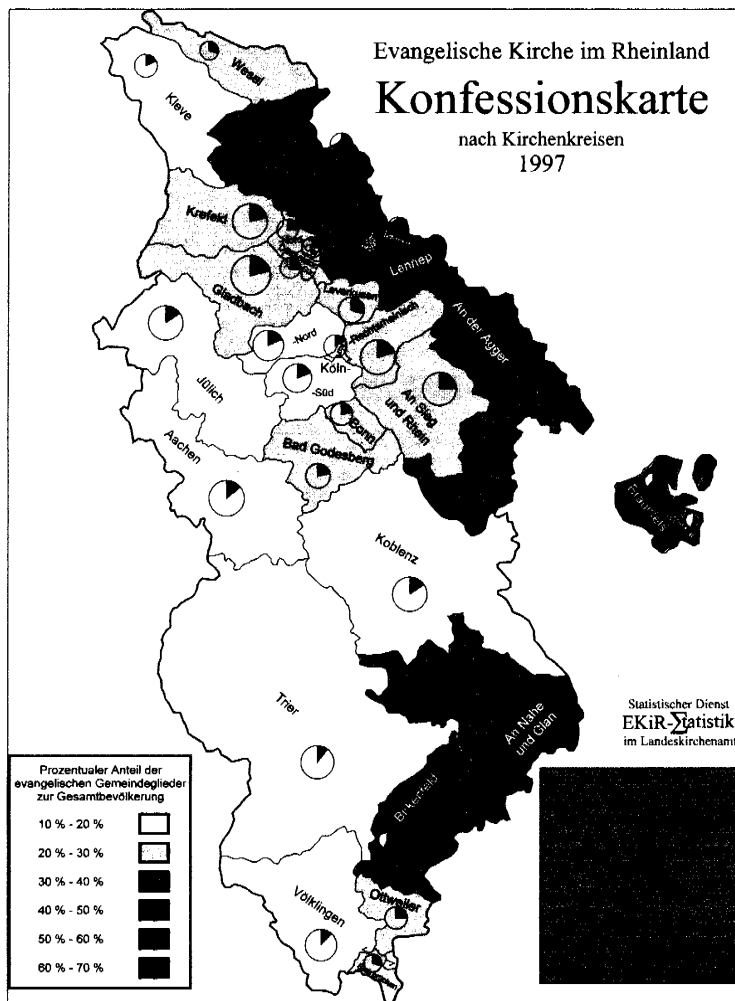 Evangelische Kirche im Rheinland
Konfessionskarte
nach Kirchenkreisen
1997
Wesel
Kleve
Krefeld
Gladbach
Leverkusen
Lennep
An der Agger
-Nord
-Rechtsrheinisch
Köln-
-Süd
Jülich
An Sieg
und Rhein
Bonn
Bad Godesberg
Aachen
Braunfels
Koblenz
Trier
An Nahe
und Glan
Birkenfeld
Ottweiler
Völklingen
Statistischer Dienst
EKiR-Statistik
im Landeskirchenamt
Prozentualer Anteil der
evangelischen Gemeindeglieder
zur Gesamtbevölkerung
10 % - 20 %
20 % - 30 %
30 % - 40 %
40 % - 50 %
50 % - 60 %
60 % - 70 %